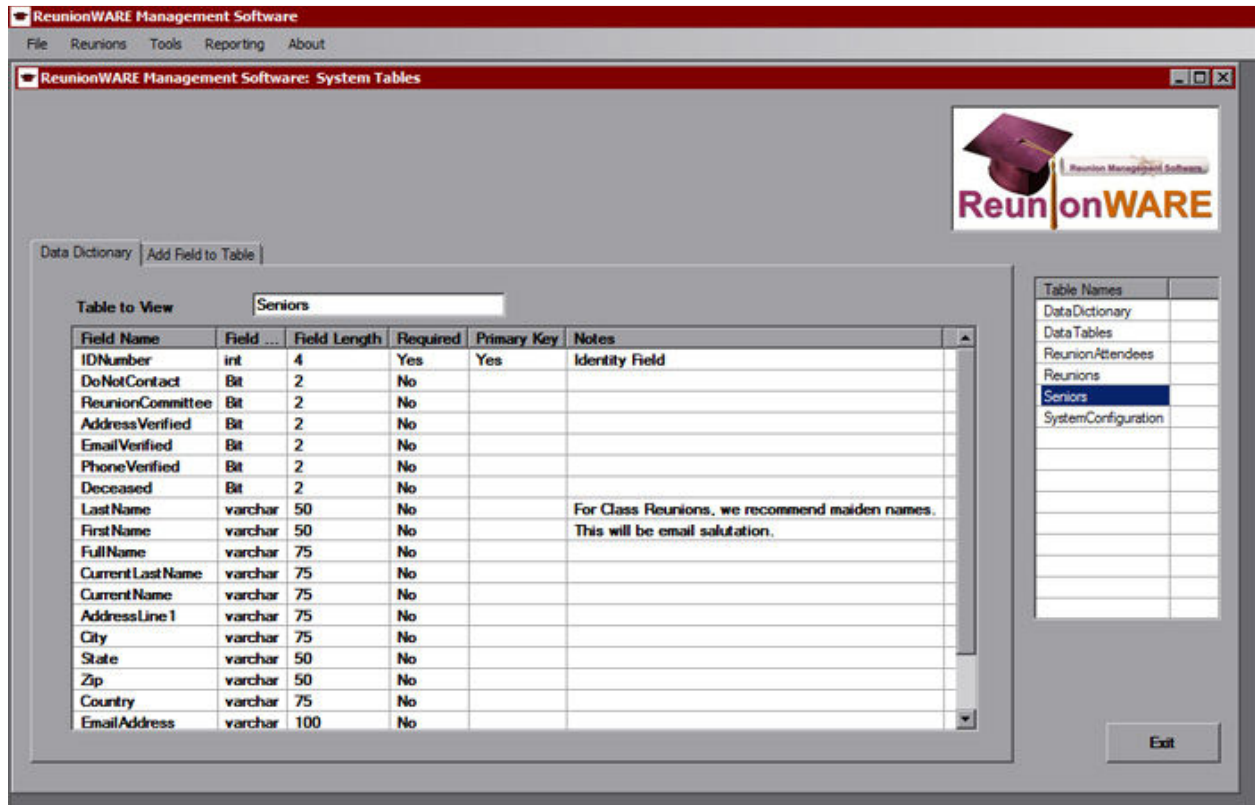 ReunionWARE Management Software
File Reunions Tools Reporting About
ReunionWARE Management Software: System Tables
Reunion Management Software
ReunionWARE
Data Dictionary Add Field to Table
Table to View Seniors
Field Name Field ... Field Length Required Primary Key Notes
IDNumber int 4 Yes Yes Identity Field
DoNotContact Bit 2 No
ReunionCommittee Bit 2 No
AddressVerified Bit 2 No
EmailVerified Bit 2 No
PhoneVerified Bit 2 No
Deceased Bit 2 No
LastName varchar 50 No For Class Reunions, we recommend maiden names.
FirstName varchar 50 No This will be email salutation.
FullName varchar 75 No
CurrentLastName varchar 75 No
CurrentName varchar 75 No
AddressLine1 varchar 75 No
City varchar 75 No
State varchar 50 No
Zip varchar 50 No
Country varchar 75 No
EmailAddress varchar 100 No
Table Names
DataDictionary
DataTables
ReunionAttendees
Reunions
Seniors
SystemConfiguration
Exit